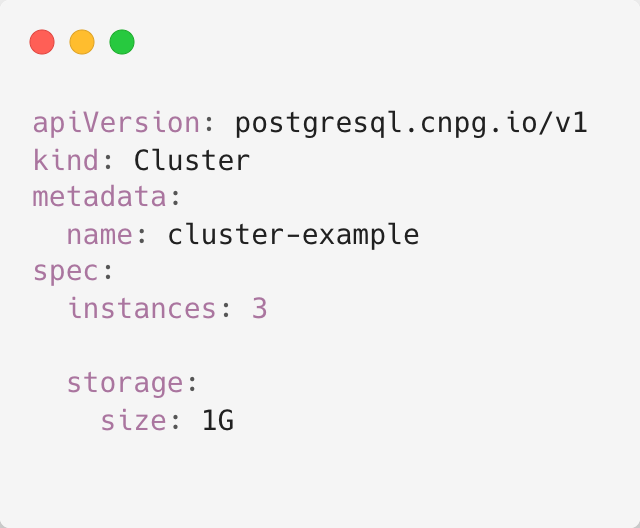 apiVersion: postgresql.cnpg.io/v1
kind: Cluster
metadata:
  name: cluster-example
spec:
  instances: 3

  storage:
    size: 1G